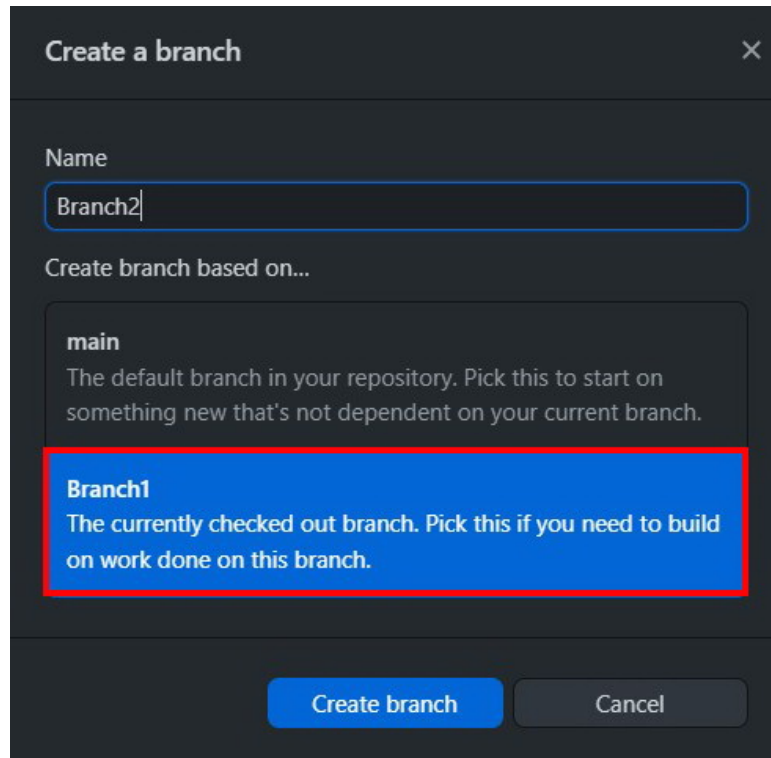 Create a branch
Name
Branch2
Create branch based on...
main
The default branch in your repository. Pick this to start on
something new that's not dependent on your current branch.
Branch1
The currently checked out branch. Pick this if you need to build
on work done on this branch.
Create branch
Cancel